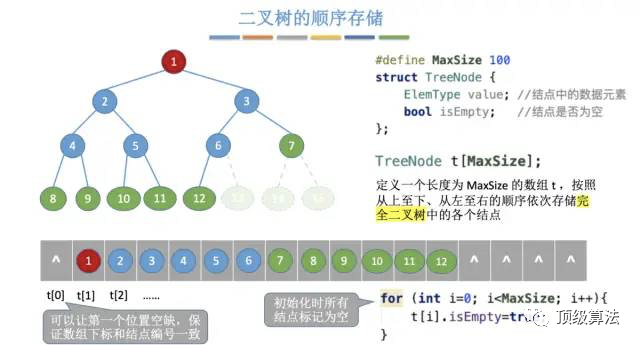 二叉树的顺序存储
1
2
3
4
5
6
7
8
9
10
11
12
#define MaxSize 100
struct TreeNode {
ElemType value; //结点中的数据元素
bool isEmpty; //结点是否为空
};
TreeNode t[MaxSize];
定义一个长度为 MaxSize 的数组 t ，按照
从上至下、从左至右的顺序依次存储完
全二叉树中的各个结点
^ 1 2 3 4 5 6 7 8 9 10 11 12 ^ ^ ^
t[0] t[1] t[2] ……
可以让第一个位置空缺，保
证数组下标和结点编号一致
初始化时所有
结点标记为空
for (int i=0; i<MaxSize; i++){
t[i].isEmpty=tr
}
顶级算法